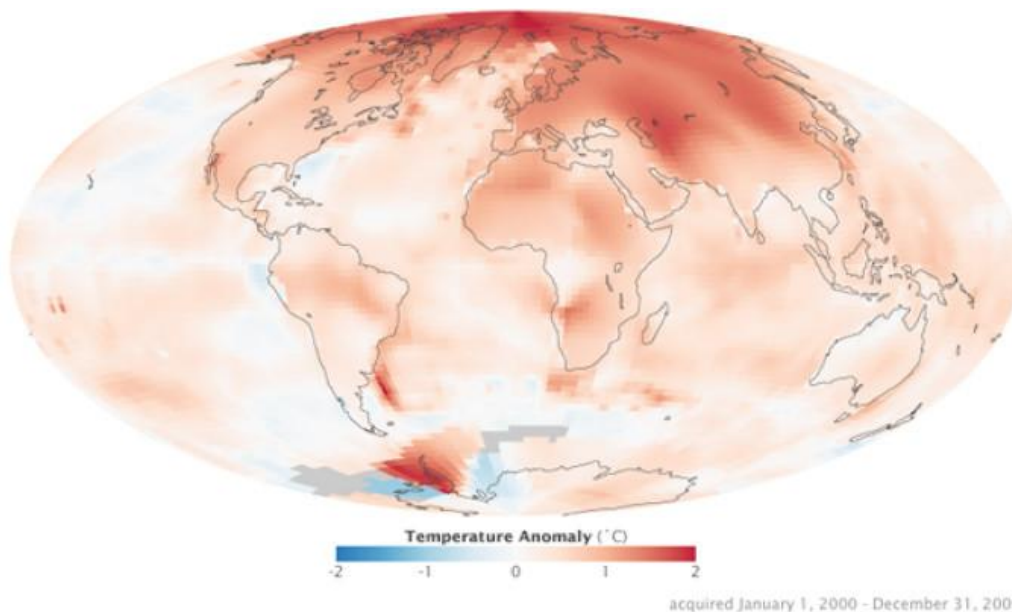 Temperature Anomaly (˚C)
-2 -1 0 1 2
acquired January 1, 2000 - December 31, 200